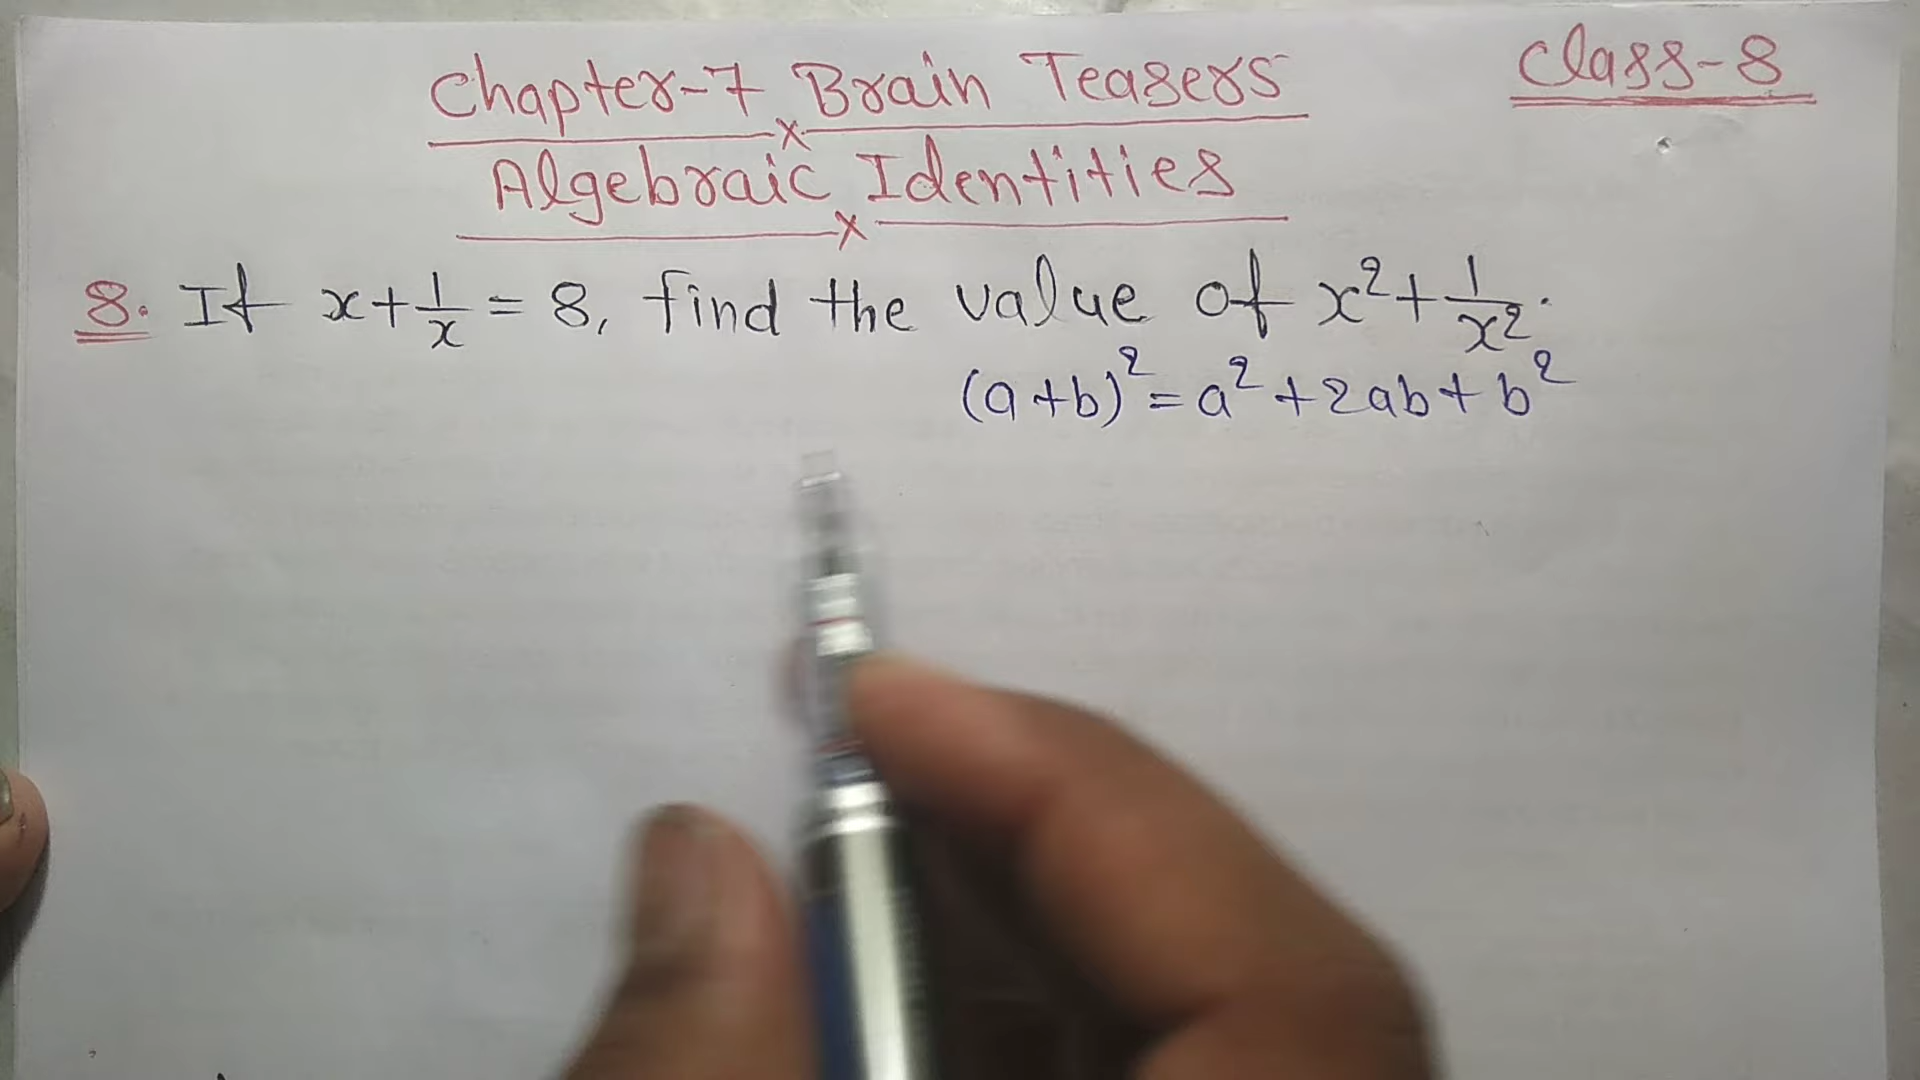 Chapter-7 Brain Teasers
Class-8
Algebraic Identities
8. If x+1/x = 8, find the value of x²+1/x².
(a+b)² = a²+2ab+b²